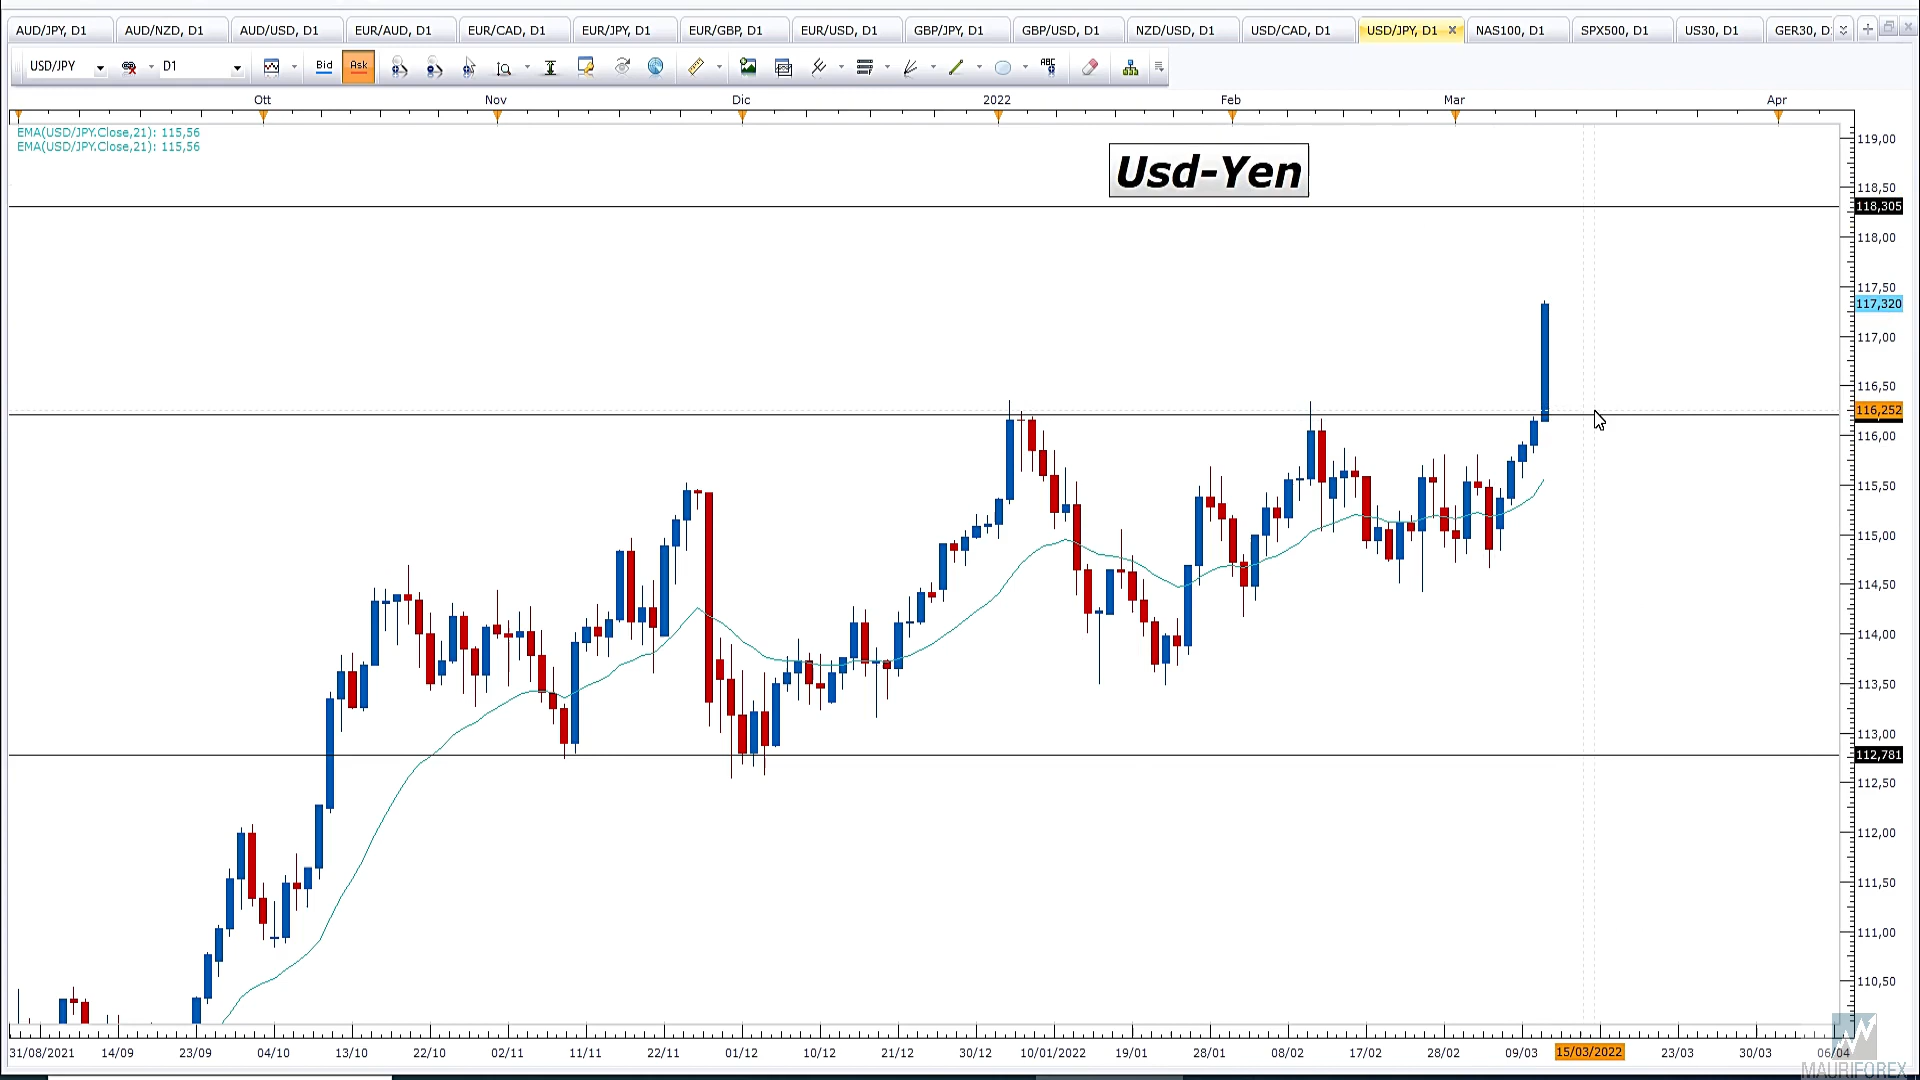 AUD/JPY, D1 AUD/NZD, D1 AUD/USD, D1 EUR/AUD, D1 EUR/CAD, D1 EUR/JPY, D1 EUR/GBP, D1 EUR/USD, D1 GBP/JPY, D1 GBP/USD, D1 NZD/USD, D1 USD/CAD, D1 USD/JPY, D1 NAS100, D1 SPX500, D1 US30, D1 GER30, D
USD/JPY D1 Bid Ask ABC
Ott Nov Dic 2022 Feb Mar Apr
EMA(USD/JPY.Close,21): 115,56
EMA(USD/JPY.Close,21): 115,56
Usd-Yen
119,00
118,50
118,305
118,00
117,50
117,320
117,00
116,50
116,252
116,00
115,50
115,00
114,50
114,00
113,50
113,00
112,781
112,50
112,00
111,50
111,00
110,50
31/08/2021 14/09 23/09 04/10 13/10 22/10 02/11 11/11 22/11 01/12 10/12 21/12 30/12 10/01/2022 19/01 28/01 08/02 17/02 28/02 09/03 15/03/2022 23/03 30/03 06/04
MAURIFOREX